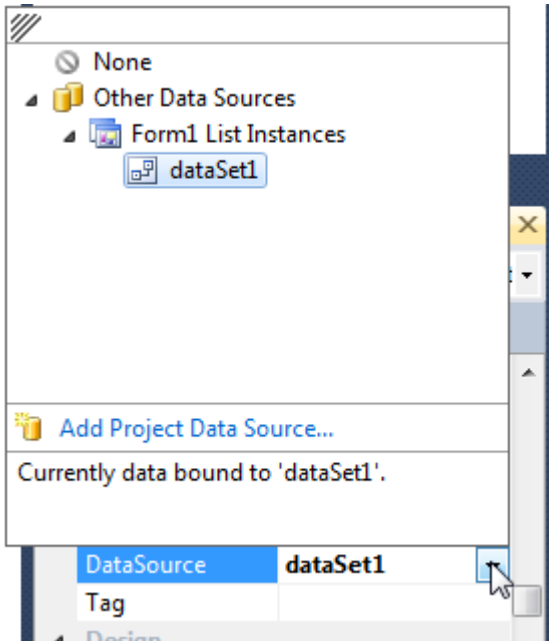 None
Other Data Sources
Form1 List Instances
dataSet1
Add Project Data Source...
Currently data bound to 'dataSet1'.
DataSource dataSet1
Tag
Design